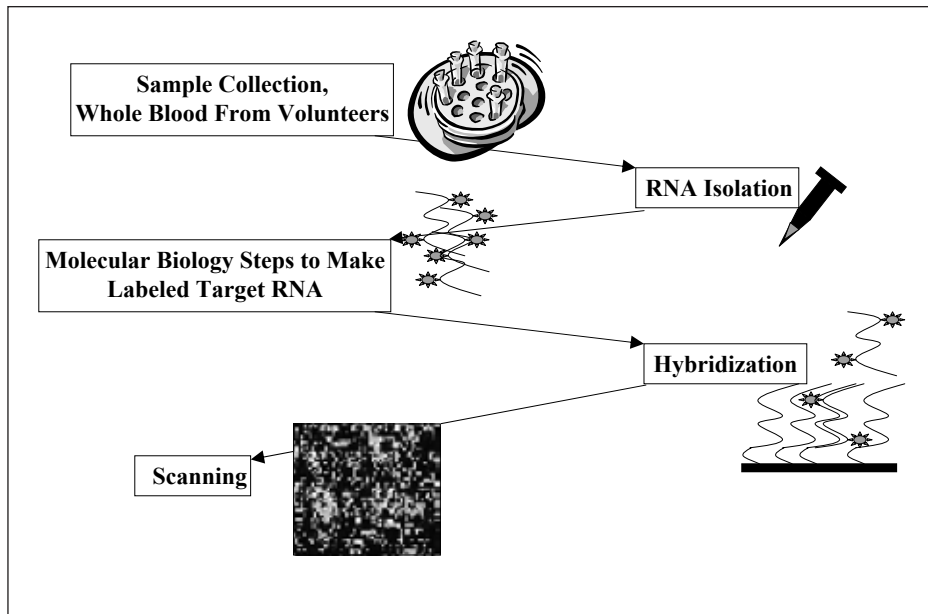 Sample Collection,
Whole Blood From Volunteers
RNA Isolation
Molecular Biology Steps to Make
Labeled Target RNA
Hybridization
Scanning